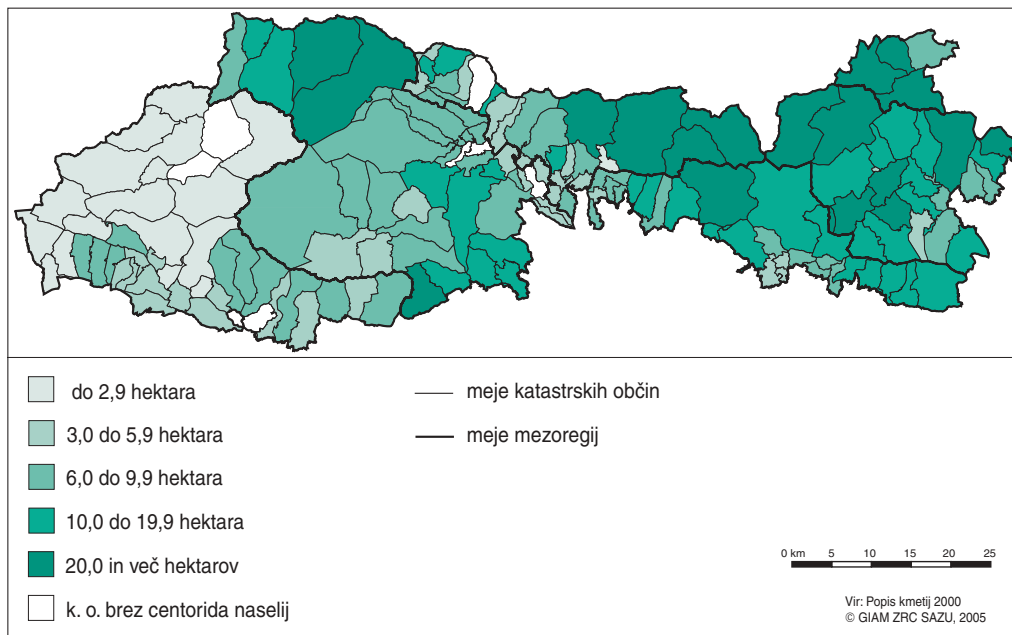 do 2,9 hektara
3,0 do 5,9 hektara
6,0 do 9,9 hektara
10,0 do 19,9 hektara
20,0 in več hektarov
k. o. brez centorida naselij
meje katastrskih občin
meje mezoregij
0 km 5 10 15 20 25
Vir: Popis kmetij 2000
© GIAM ZRC SAZU, 2005